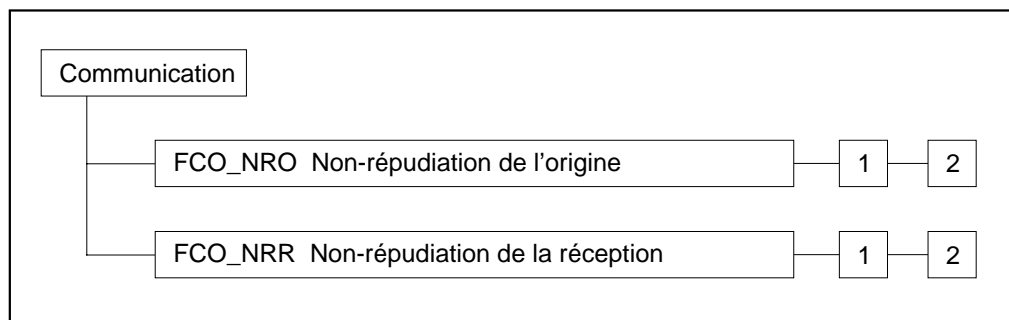 Communication
FCO_NRO Non-répudiation de l’origine 1 2
FCO_NRR Non-répudiation de la réception 1 2